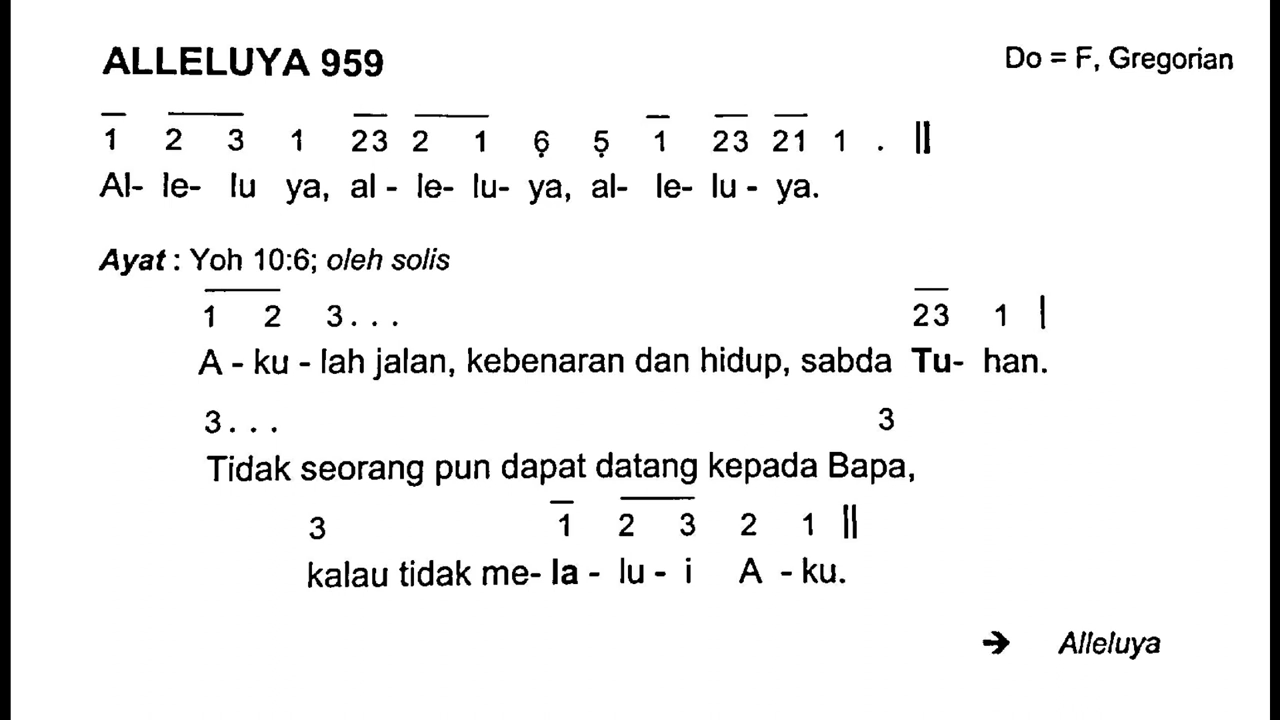 ALLELUYA 959 Do = F, Gregorian
1 2 3 1 23 2 1 6̣ 5̣ 1 23 21 1 . ||
Al- le- lu ya, al - le- lu- ya, al- le- lu - ya.
Ayat : Yoh 10:6; oleh solis
1 2 3 . . . 23 1 |
A - ku - lah jalan, kebenaran dan hidup, sabda Tu- han.
3 . . . 3
Tidak seorang pun dapat datang kepada Bapa,
3 1 2 3 2 1 ||
kalau tidak me- la - lu - i A - ku.
→ Alleluya